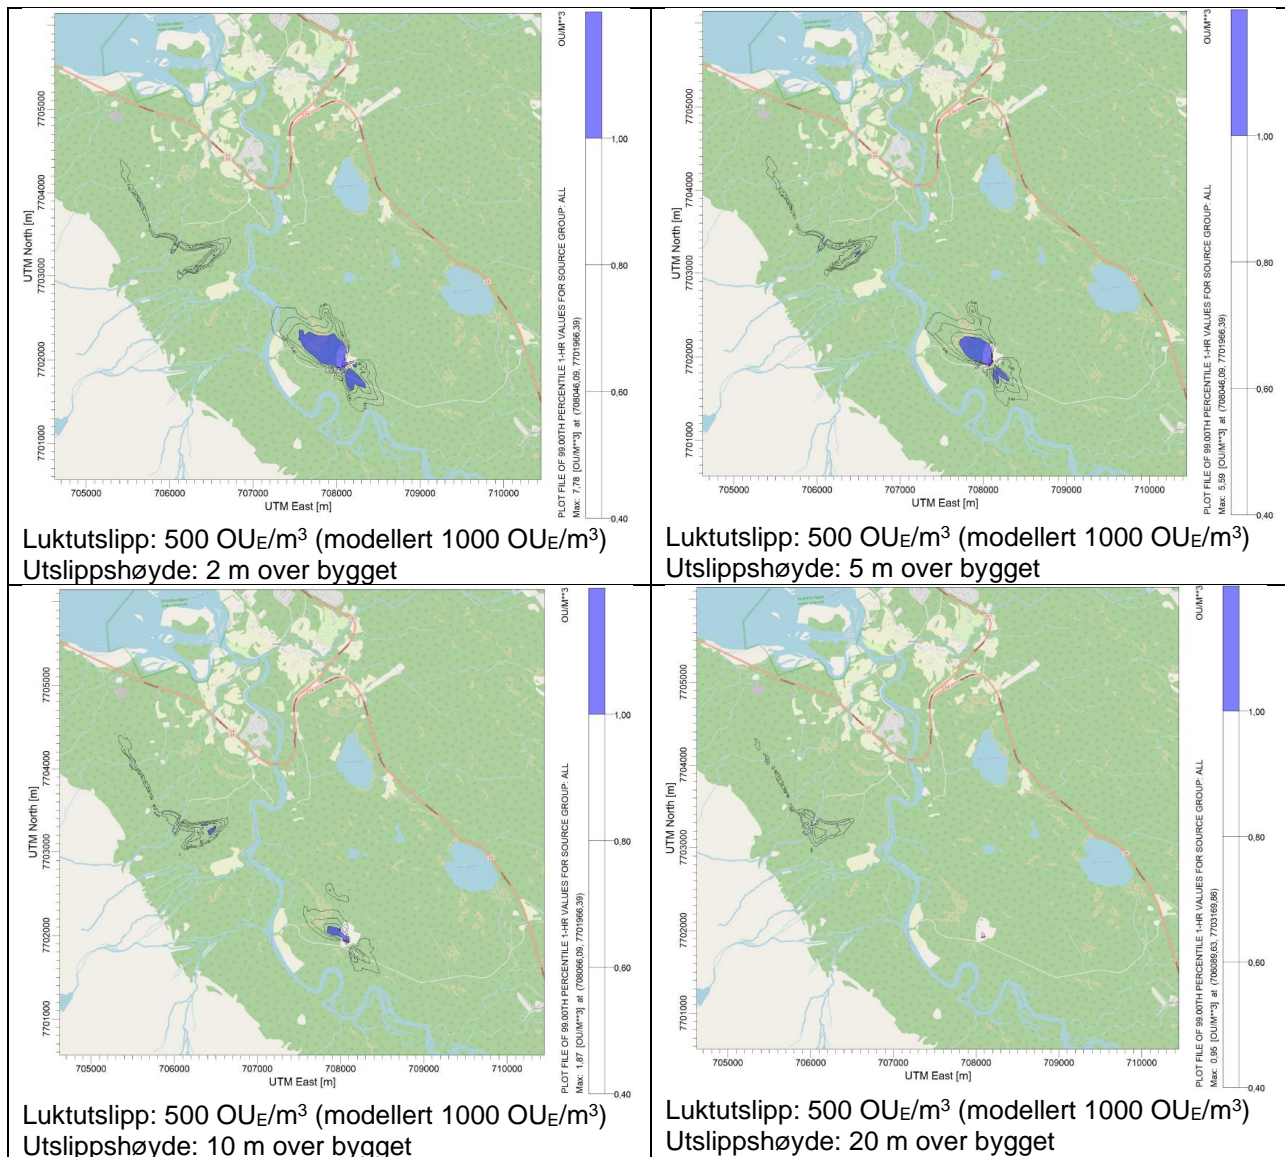 OU/M**3
1,00
0,80
0,60
0,40
PLOT FILE OF 99.00TH PERCENTILE 1-HR VALUES FOR SOURCE GROUP: ALL
Max: 7,78 [OU/M**3] at (708046,09, 7701966,39)
UTM North [m]
7705000
7704000
7703000
7702000
7701000
705000 706000 707000 708000 709000 710000
UTM East [m]
Luktutslipp: 500 OUE/m³ (modellert 1000 OUE/m³)
Utslippshøyde: 2 m over bygget
OU/M**3
1,00
0,80
0,60
0,40
PLOT FILE OF 99.00TH PERCENTILE 1-HR VALUES FOR SOURCE GROUP: ALL
Max: 5,59 [OU/M**3] at (708046,09, 7701966,39)
UTM North [m]
7705000
7704000
7703000
7702000
7701000
705000 706000 707000 708000 709000 710000
UTM East [m]
Luktutslipp: 500 OUE/m³ (modellert 1000 OUE/m³)
Utslippshøyde: 5 m over bygget
OU/M**3
1,00
0,80
0,60
0,40
PLOT FILE OF 99.00TH PERCENTILE 1-HR VALUES FOR SOURCE GROUP: ALL
Max: 1,87 [OU/M**3] at (708066,09, 7701966,39)
UTM North [m]
7705000
7704000
7703000
7702000
7701000
705000 706000 707000 708000 709000 710000
UTM East [m]
Luktutslipp: 500 OUE/m³ (modellert 1000 OUE/m³)
Utslippshøyde: 10 m over bygget
OU/M**3
1,00
0,80
0,60
0,40
PLOT FILE OF 99.00TH PERCENTILE 1-HR VALUES FOR SOURCE GROUP: ALL
Max: 0,95 [OU/M**3] at (706089,63, 7703169,86)
UTM North [m]
7705000
7704000
7703000
7702000
7701000
705000 706000 707000 708000 709000 710000
UTM East [m]
Luktutslipp: 500 OUE/m³ (modellert 1000 OUE/m³)
Utslippshøyde: 20 m over bygget